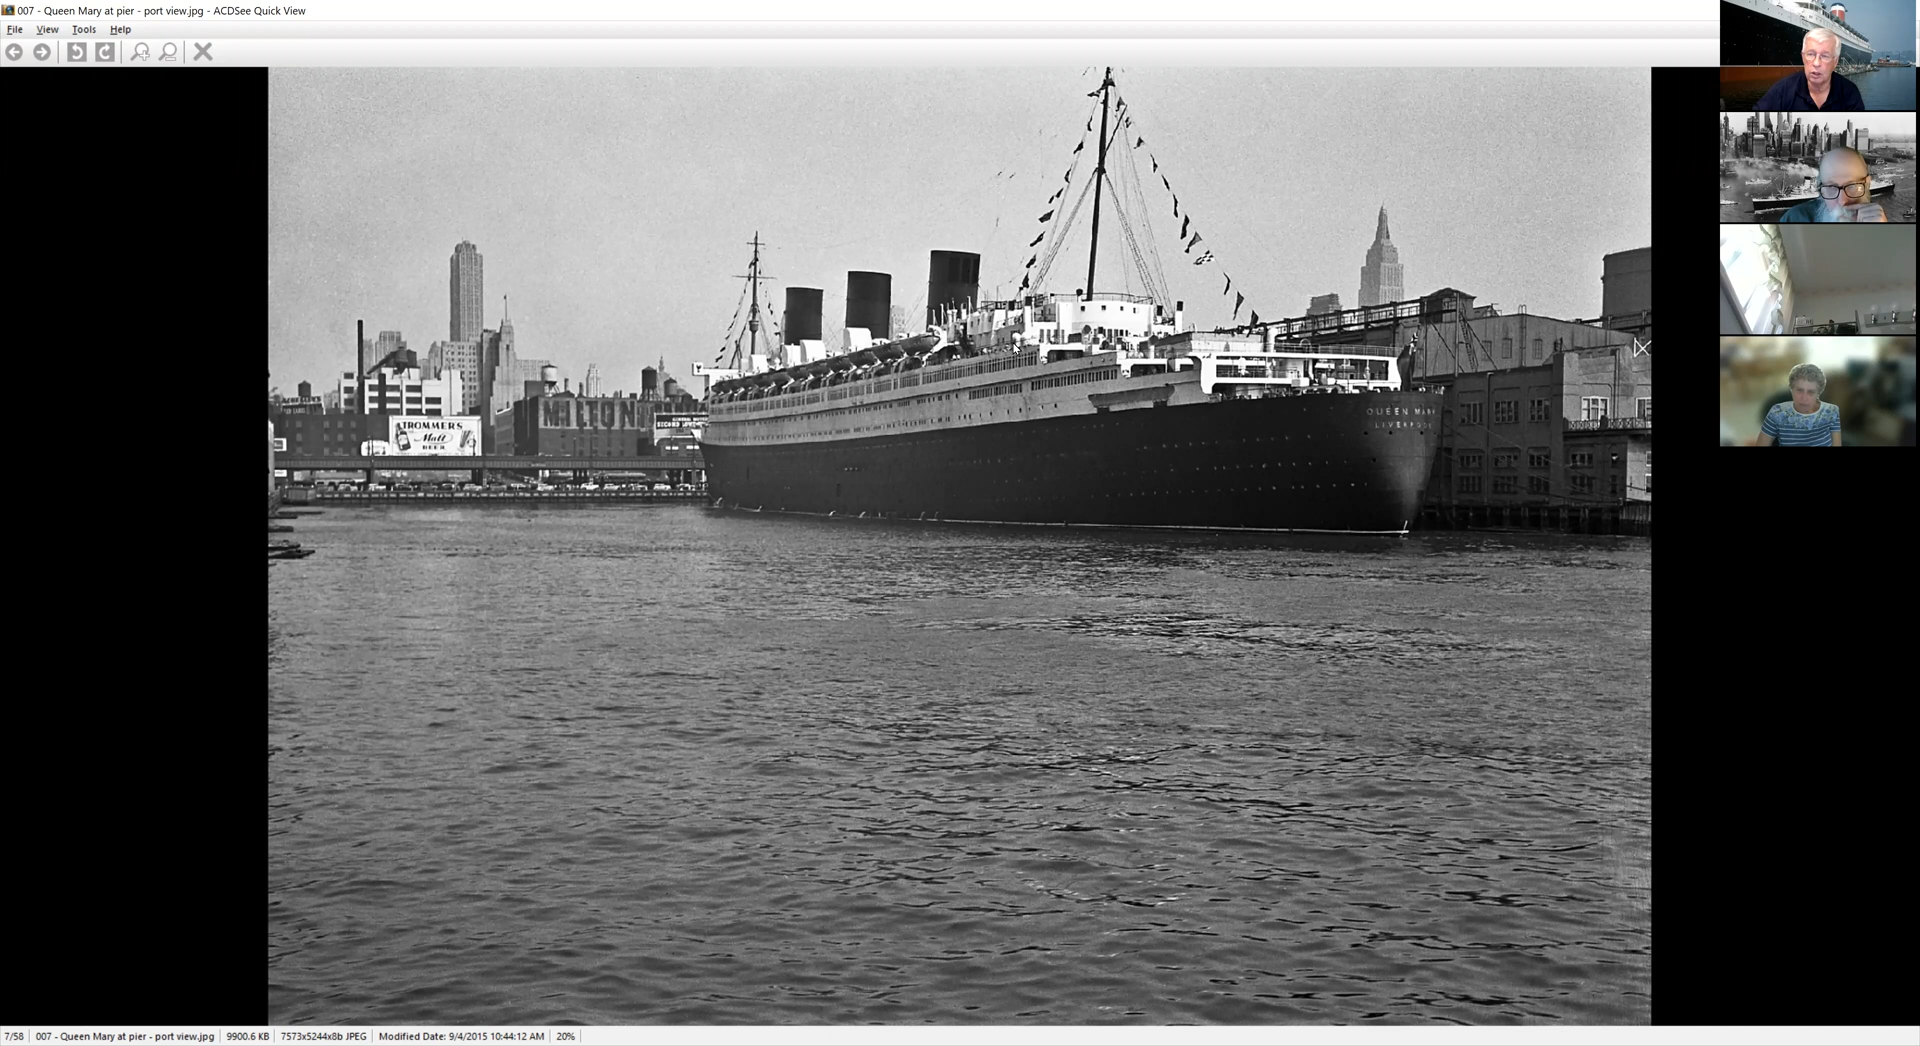 007 - Queen Mary at pier - port view.jpg - ACDSee Quick View
File View Tools Help
TROMMERS
Malt
BEER
MILTON
GENERAL
QUEEN MARY
LIVERPOOL
7/58 007 - Queen Mary at pier - port view.jpg 9900.6 KB 7573x5244x8b JPEG Modified Date: 9/4/2015 10:44:12 AM 20%